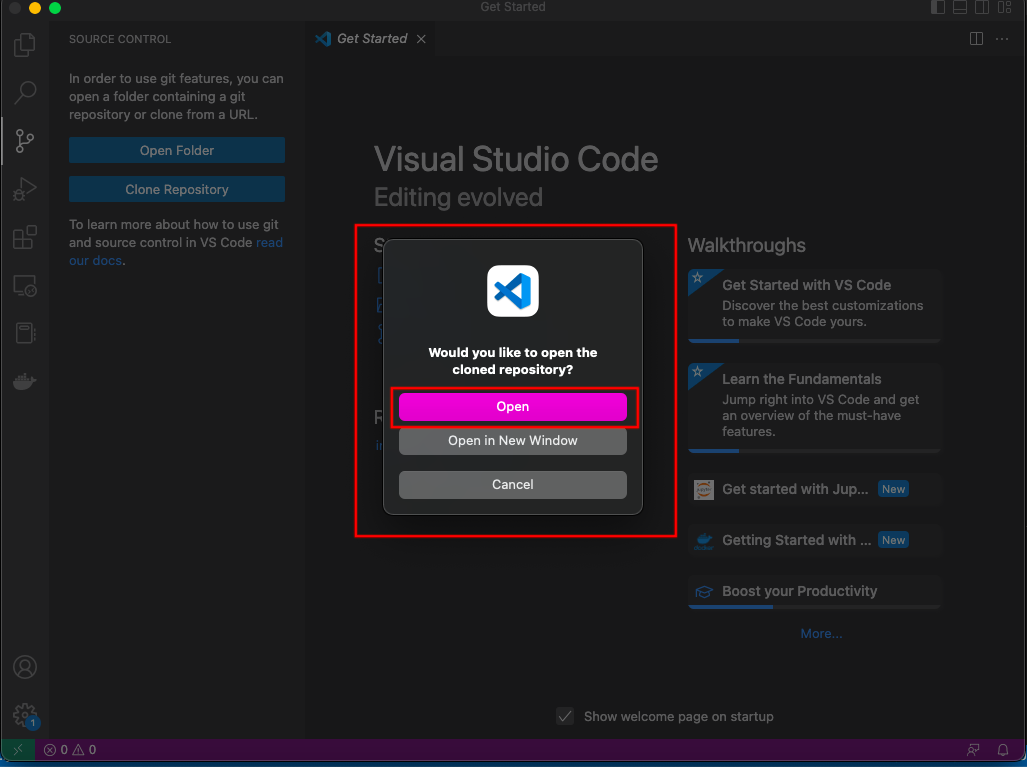 Get Started
SOURCE CONTROL
Get Started
In order to use git features, you can
open a folder containing a git
repository or clone from a URL.
Open Folder
Clone Repository
To learn more about how to use git
and source control in VS Code read
our docs.
Visual Studio Code
Editing evolved
Would you like to open the
cloned repository?
Open
Open in New Window
Cancel
Walkthroughs
Get Started with VS Code
Discover the best customizations
to make VS Code yours.
Learn the Fundamentals
Jump right into VS Code and get
an overview of the must-have
features.
Get started with Jup... New
Getting Started with ... New
Boost your Productivity
More...
Show welcome page on startup
1
0 0